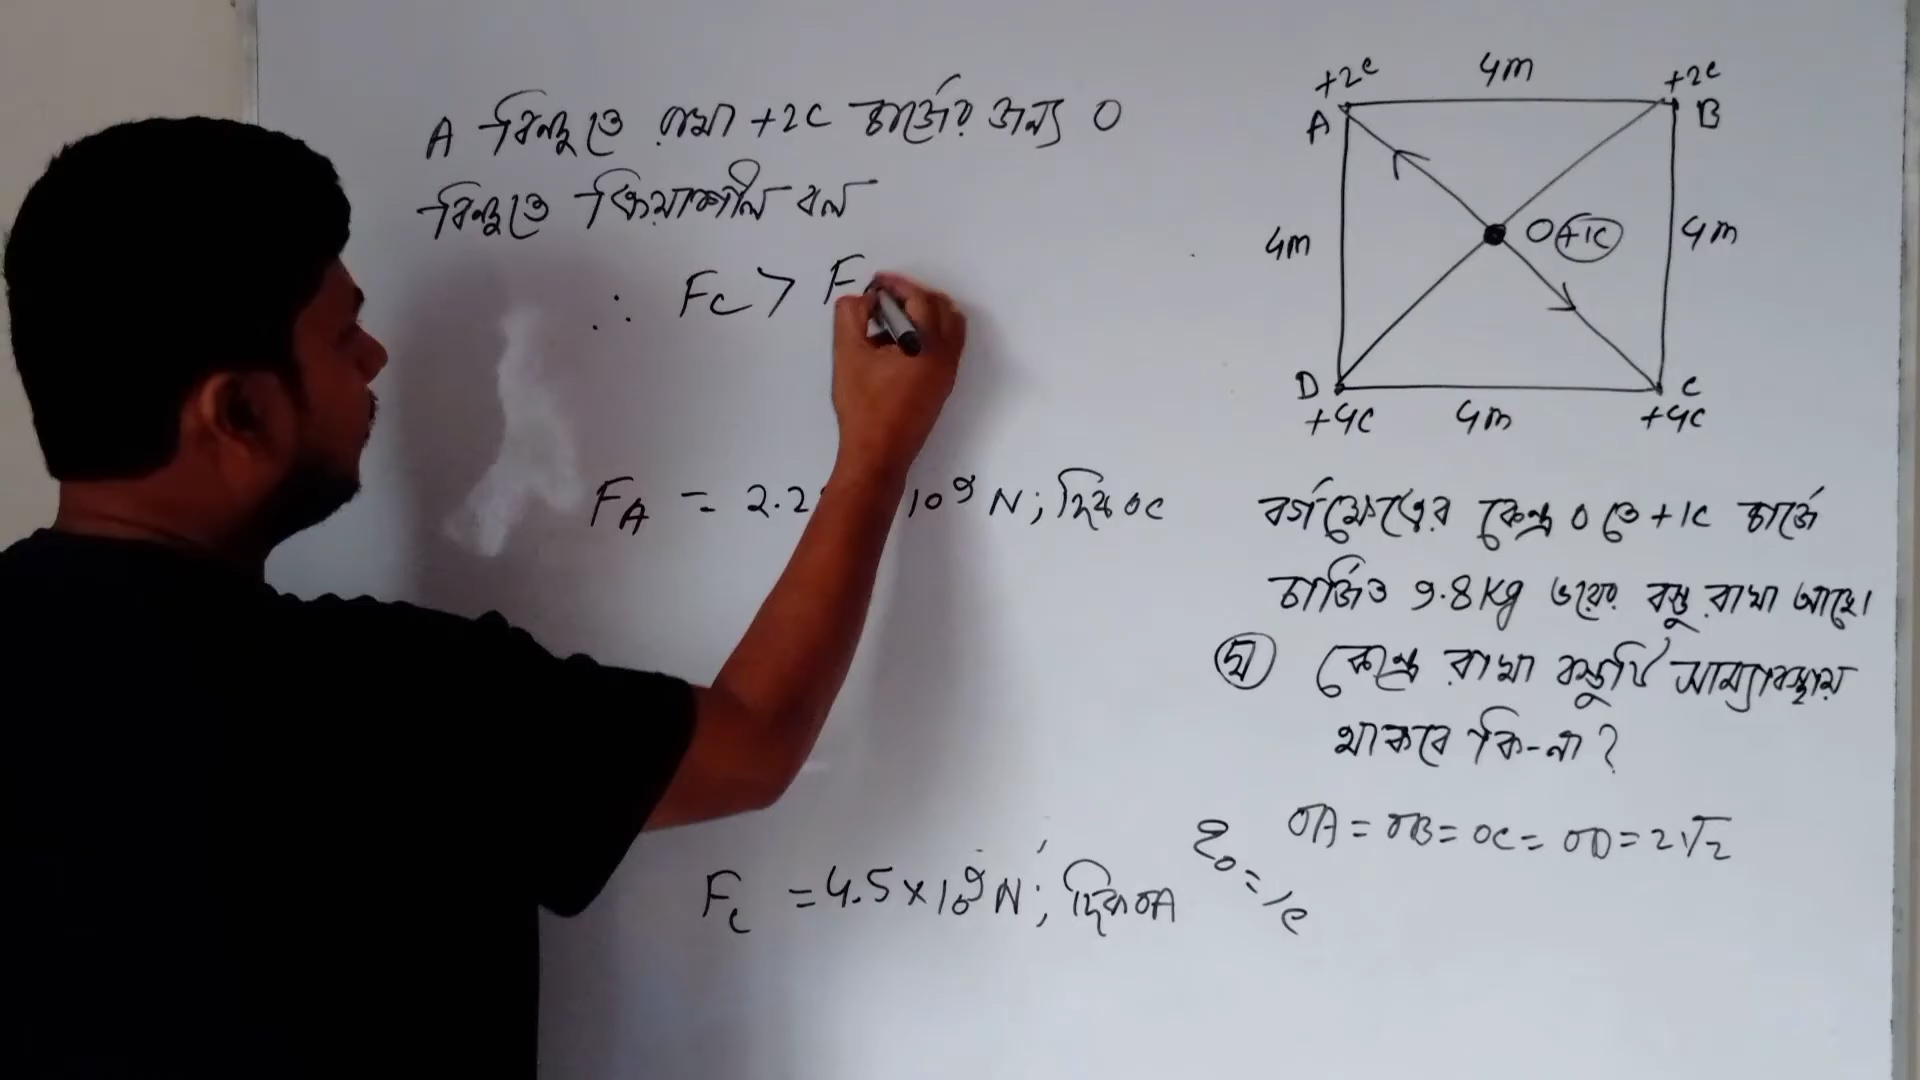 A বিন্দুতে রাখা +2C চার্জের জন্য O
বিন্দুতে ক্রিয়াশীল বল
∴ Fc > F
FA = 2.2 10⁹ N; দিক OC
Fc = 4.5 × 10⁹ N; দিক OA
+2C 4m +2C
A B
4m O +1C 4m
D C
+4C 4m +4C
বর্গক্ষেত্রের কেন্দ্র O তে +1C চার্জে
চার্জিত 9.8 Kg ভরের বস্তু রাখা আছে।
ঘ কেন্দ্রে রাখা বস্তুটি সাম্যাবস্থায়
থাকবে কি-না?
OA = OB = OC = OD = 2√2